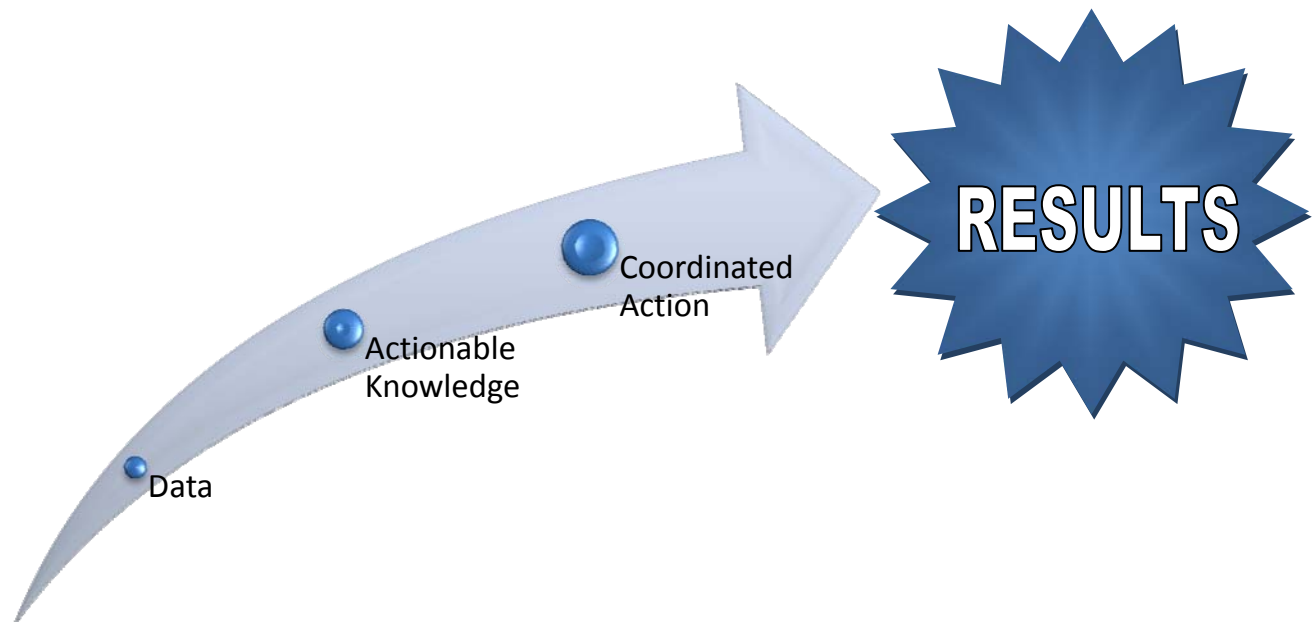 RESULTS
Coordinated
Action
Actionable
Knowledge
Data